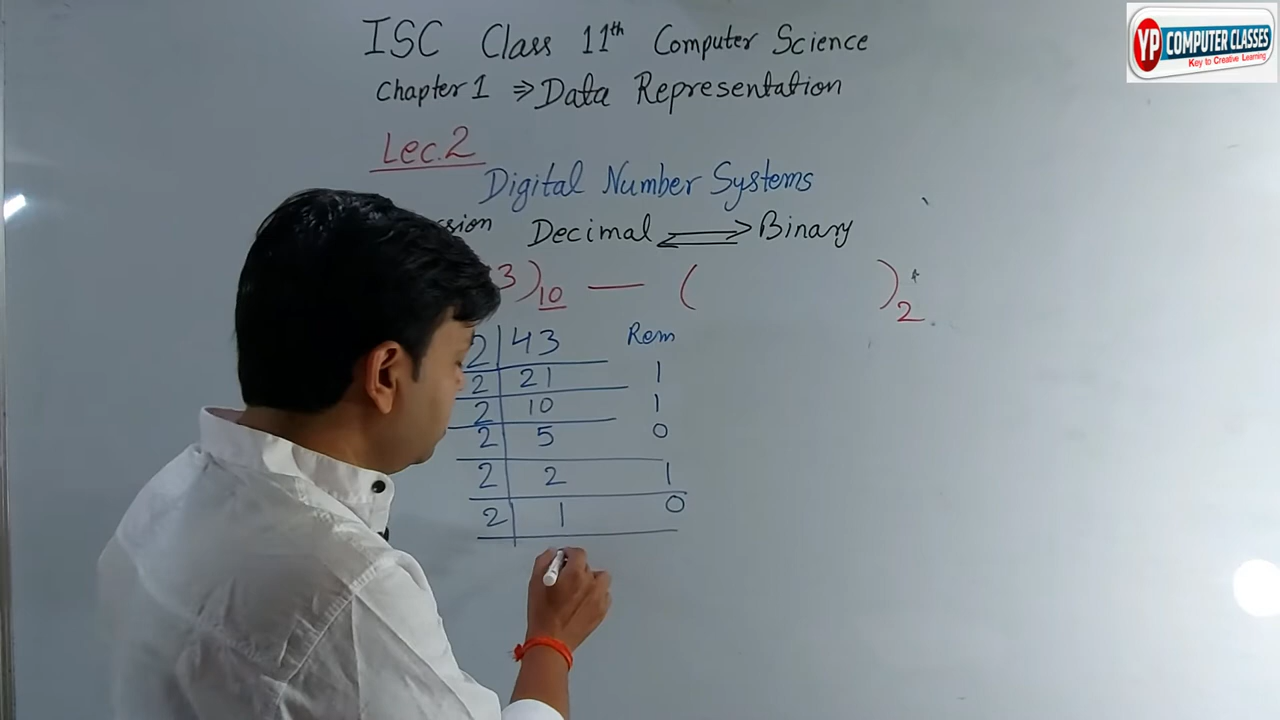 ISC Class 11th Computer Science
Chapter 1 ⇒ Data Representation
Lec.2
Digital Number Systems
Decimal ⇌ Binary
3)10 — ( )2
2 | 43 Rem
2 | 21 1
2 | 10 1
2 | 5 0
2 | 2 1
2 | 1 0
YP COMPUTER CLASSES
Key to Creative Learning